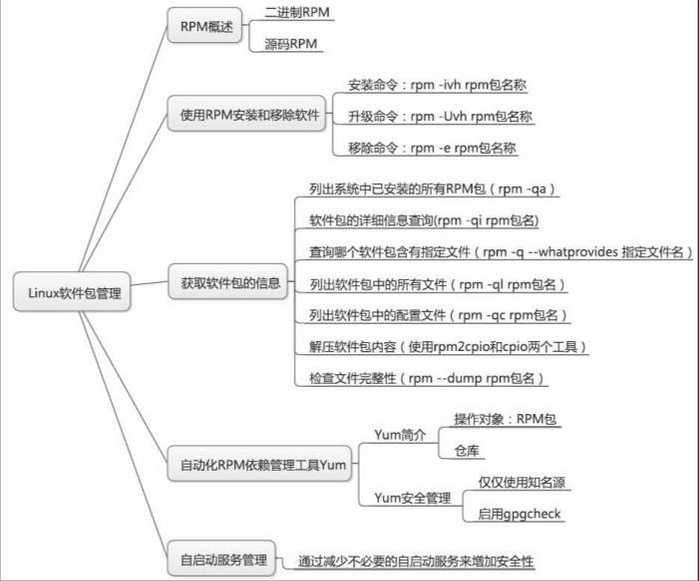 Linux软件包管理
RPM概述
二进制RPM
源码RPM
使用RPM安装和移除软件
安装命令：rpm -ivh rpm包名称
升级命令：rpm -Uvh rpm包名称
移除命令：rpm -e rpm包名称
获取软件包的信息
列出系统中已安装的所有RPM包（rpm -qa）
软件包的详细信息查询(rpm -qi rpm包名)
查询哪个软件包含有指定文件（rpm -q --whatprovides 指定文件名）
列出软件包中的所有文件（rpm -ql rpm包名）
列出软件包中的配置文件（rpm -qc rpm包名）
解压软件包内容（使用rpm2cpio和cpio两个工具）
检查文件完整性（rpm --dump rpm包名）
自动化RPM依赖管理工具Yum
Yum简介
操作对象：RPM包
仓库
Yum安全管理
仅仅使用知名源
启用gpgcheck
自启动服务管理
通过减少不必要的自启动服务来增加安全性